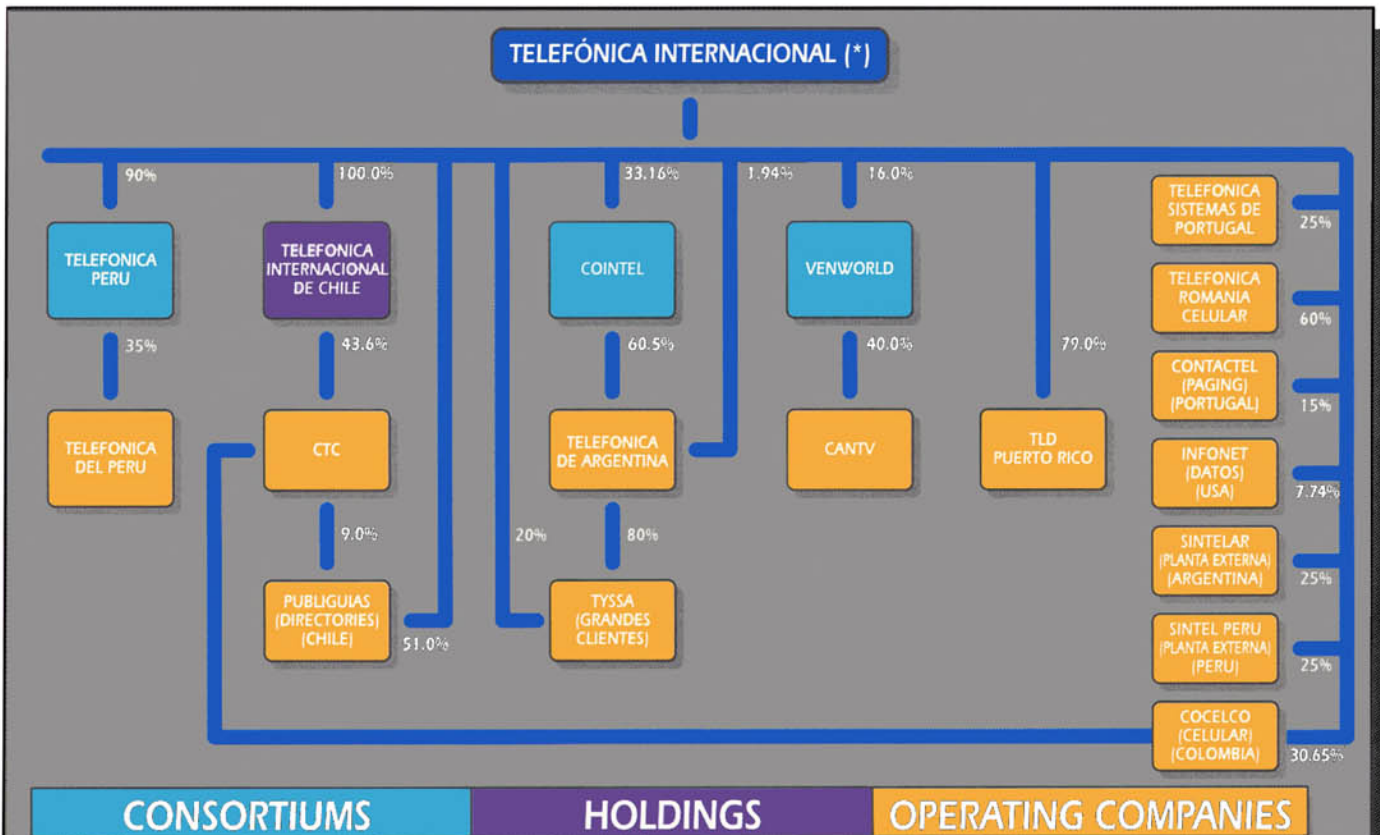 TELEFÓNICA INTERNACIONAL (*)
90%
100.0%
33.16%
1.94%
16.0%
TELEFONICA
PERU
TELEFONICA
INTERNACIONAL
DE CHILE
COINTEL
VENWORLD
35%
43.6%
60.5%
40.0%
79.0%
TELEFONICA
DEL PERU
CTC
TELEFONICA
DE ARGENTINA
CANTV
TLD
PUERTO RICO
9.0%
20%
80%
PUBLIGUIAS
(DIRECTORIES)
(CHILE)
51.0%
TYSSA
(GRANDES
CLIENTES)
TELEFONICA
SISTEMAS DE
PORTUGAL
25%
TELEFONICA
ROMANIA
CELULAR
60%
CONTACTEL
(PAGING)
(PORTUGAL)
15%
INFONET
(DATOS)
(USA)
7.74%
SINTELAR
(PLANTA EXTERNA)
(ARGENTINA)
25%
SINTEL PERU
(PLANTA EXTERNA)
(PERU)
25%
COCELCO
(CELULAR)
(COLOMBIA)
30.65%
CONSORTIUMS
HOLDINGS
OPERATING COMPANIES